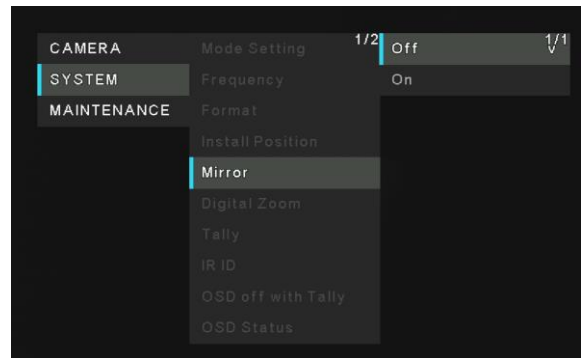 CAMERA
SYSTEM
MAINTENANCE
Mode Setting 1/2
Frequency
Format
Install Position
Mirror
Digital Zoom
Tally
IR ID
OSD off with Tally
OSD Status
Off 1/1
On